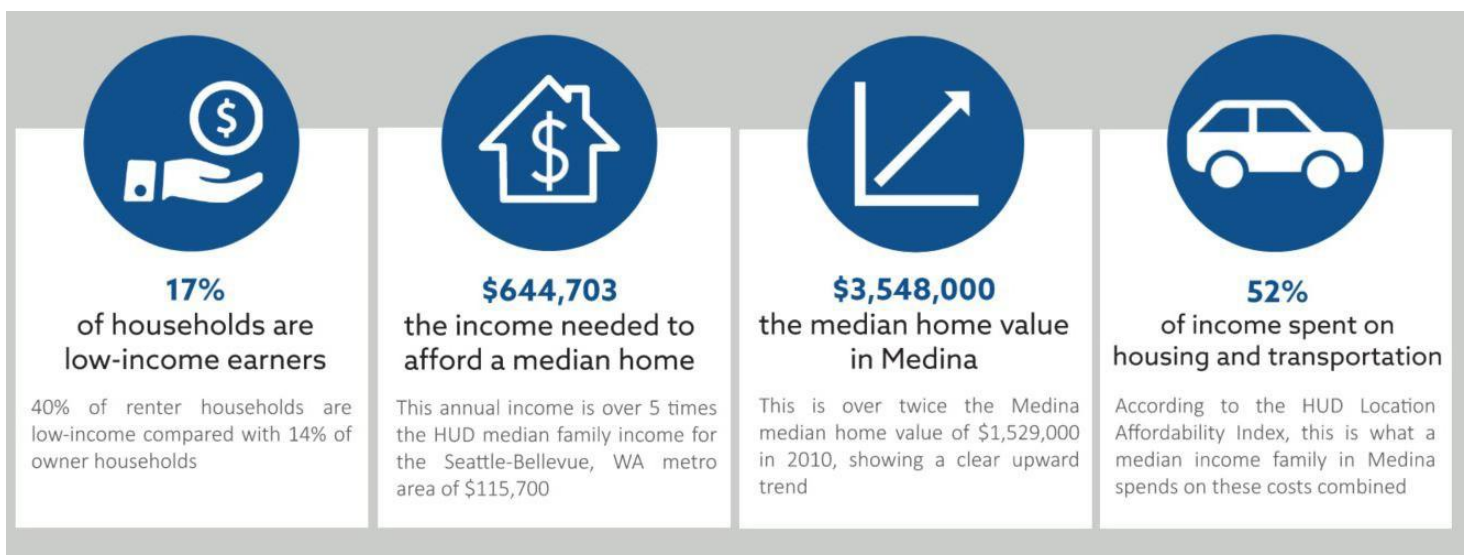 $
17%
of households are
low-income earners
40% of renter households are
low-income compared with 14% of
owner households
$
$644,703
the income needed to
afford a median home
This annual income is over 5 times
the HUD median family income for
the Seattle-Bellevue, WA metro
area of $115,700
$3,548,000
the median home value
in Medina
This is over twice the Medina
median home value of $1,529,000
in 2010, showing a clear upward
trend
52%
of income spent on
housing and transportation
According to the HUD Location
Affordability Index, this is what a
median income family in Medina
spends on these costs combined